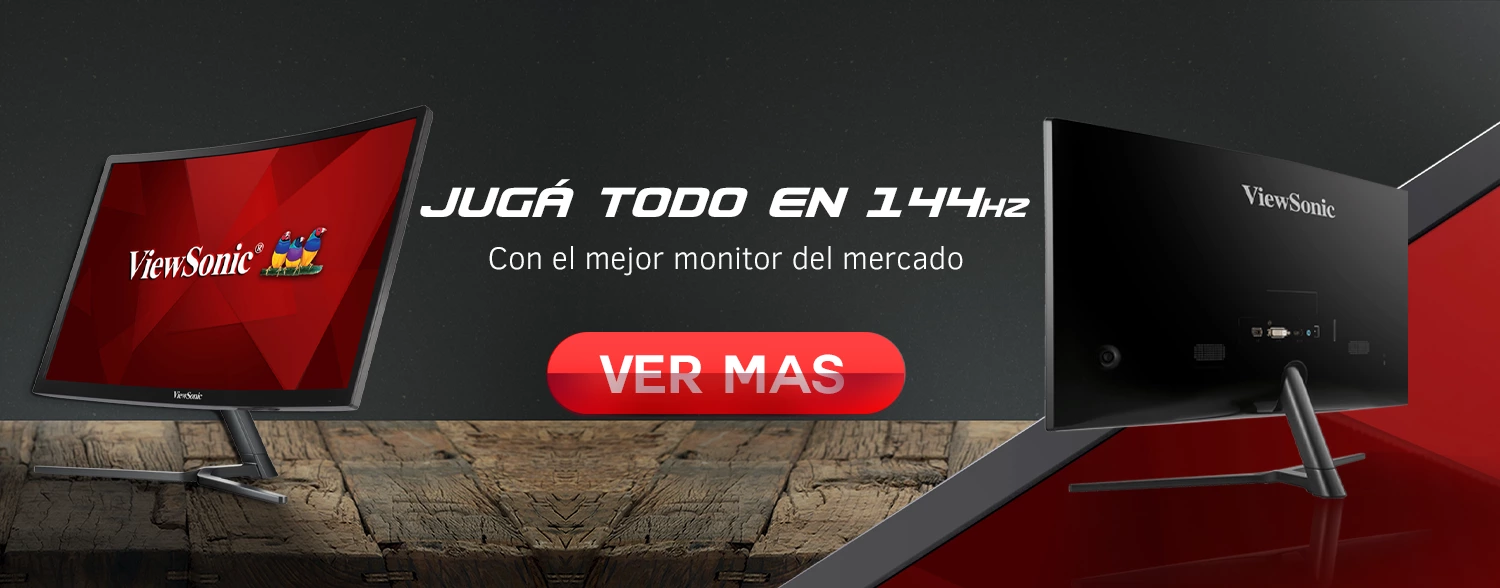 ViewSonic®
ViewSonic
JUGÁ TODO EN 144HZ
Con el mejor monitor del mercado
VER MAS
ViewSonic